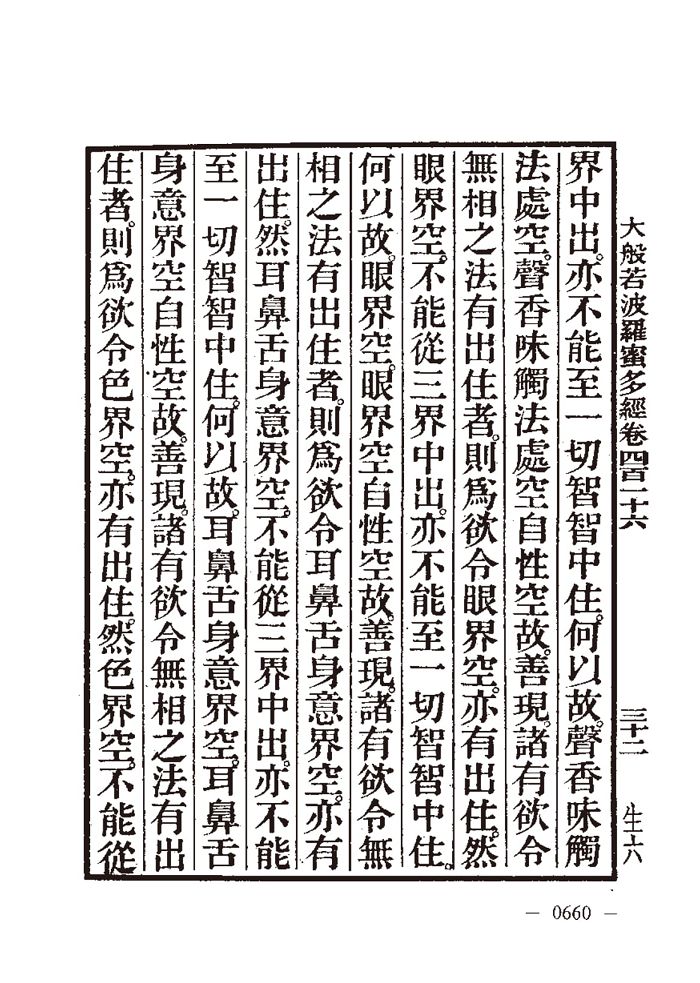 大般若波羅蜜多經卷四百一十六
三十二
生六
界中出。亦不能至一切智智中住。何以故。聲香味觸
法處空。聲香味觸法處空自性空故。善現。諸有欲令
無相之法有出住者。則爲欲令眼界空。亦有出住。然
眼界空。不能從三界中出。亦不能至一切智智中住。
何以故。眼界空。眼界空自性空故。善現。諸有欲令無
相之法有出住者。則爲欲令耳鼻舌身意界空。亦有
出住。然耳鼻舌身意界空。不能從三界中出。亦不能
至一切智智中住。何以故。耳鼻舌身意界空。耳鼻舌
身意界空自性空故。善現。諸有欲令無相之法有出
住者。則爲欲令色界空。亦有出住。然色界空。不能從
— 0660 —